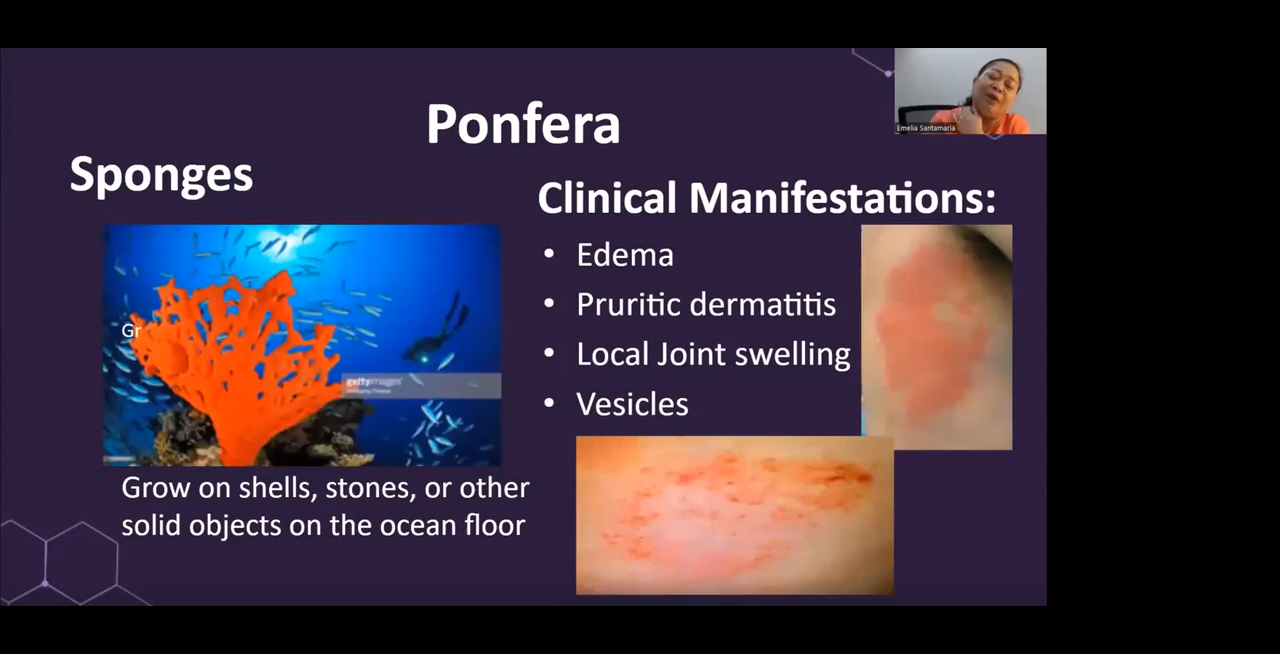 Ponfera
Sponges
Clinical Manifestations:
• Edema
• Pruritic dermatitis
• Local Joint swelling
• Vesicles
Gr
gettyimages
Grow on shells, stones, or other
solid objects on the ocean floor
Emelia Santamaria